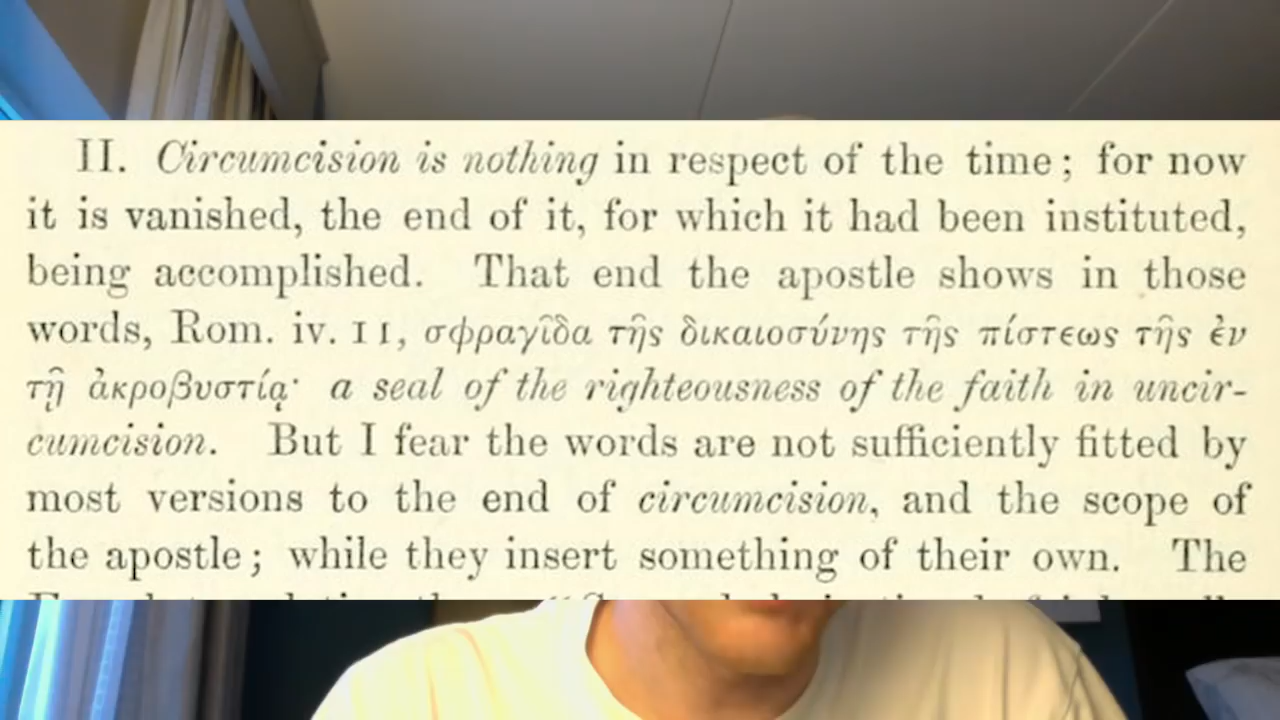 II. Circumcision is nothing in respect of the time; for now
it is vanished, the end of it, for which it had been instituted,
being accomplished. That end the apostle shows in those
words, Rom. iv. 11, σφραγῖδα τῆς δικαιοσύνης τῆς πίστεως τῆς ἐν
τῇ ἀκροβυστίᾳ· a seal of the righteousness of the faith in uncir-
cumcision. But I fear the words are not sufficiently fitted by
most versions to the end of circumcision, and the scope of
the apostle; while they insert something of their own. The